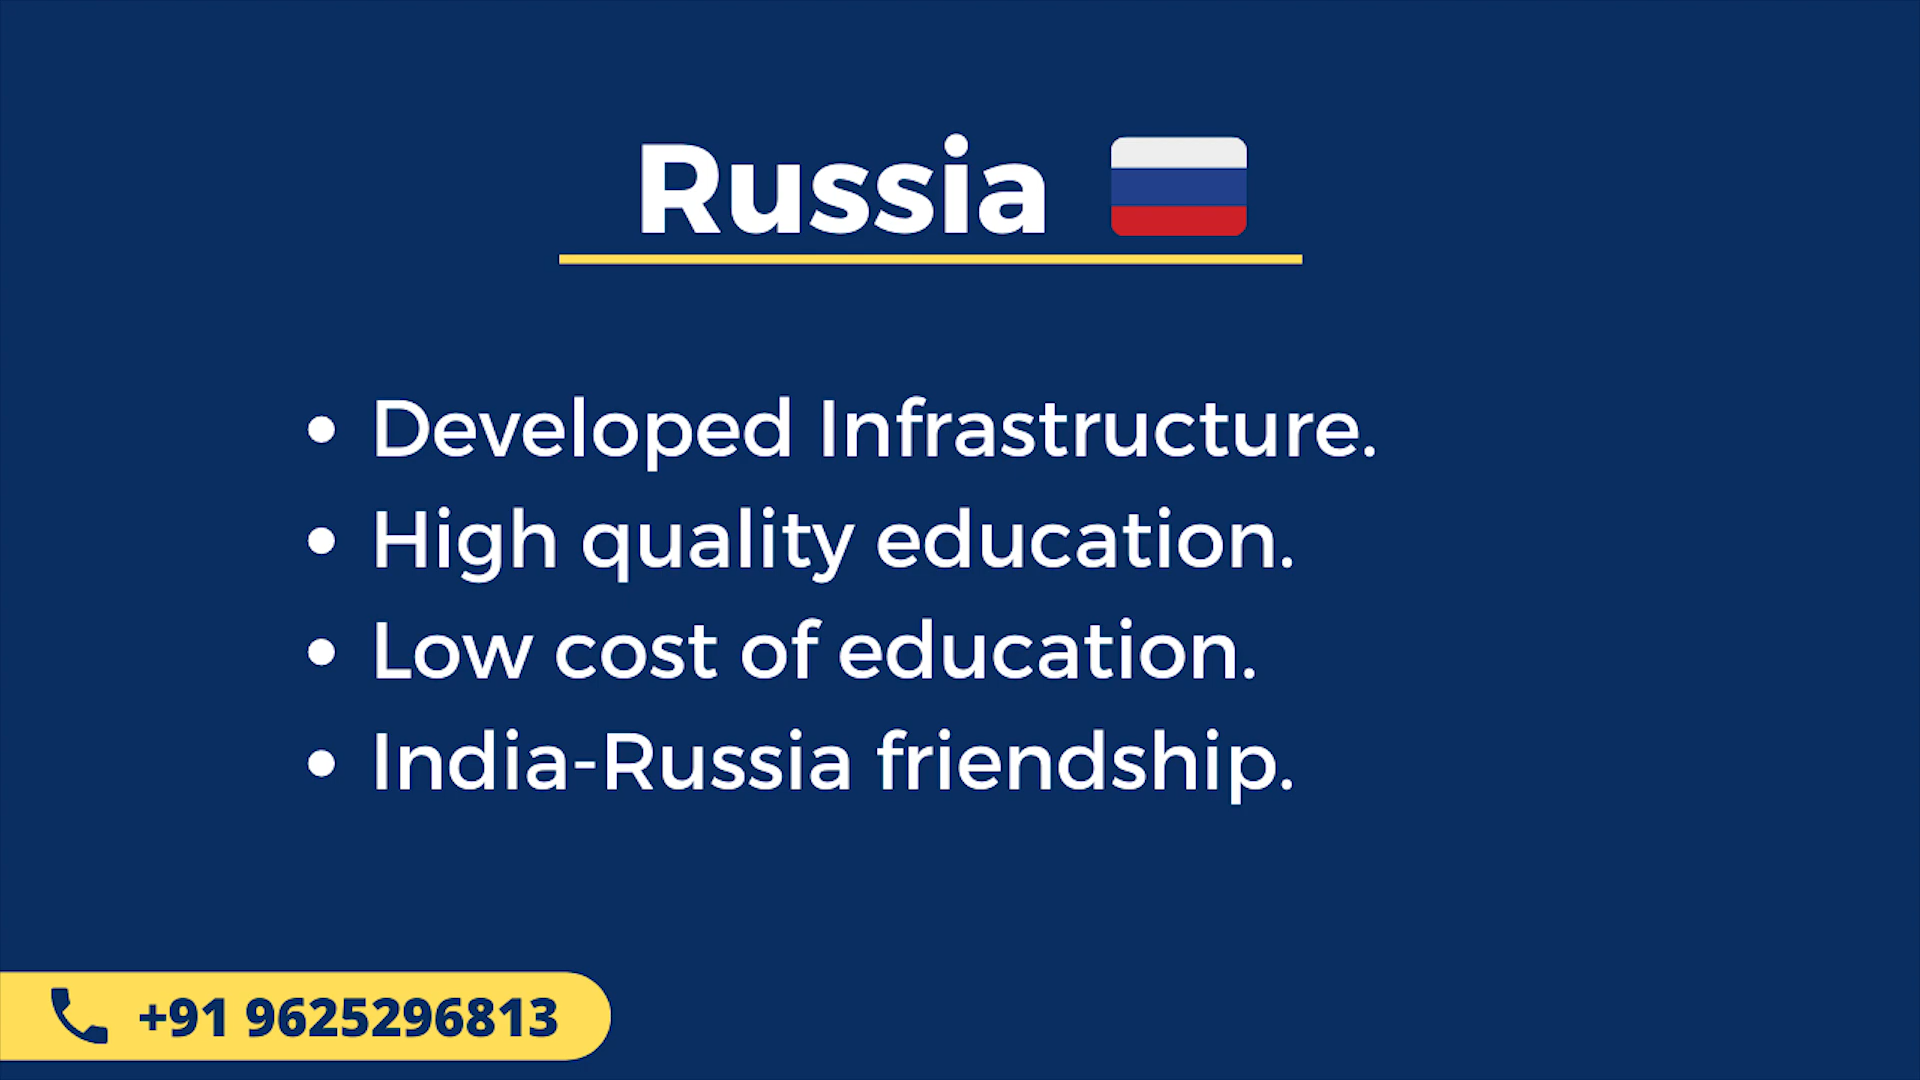 Russia
• Developed Infrastructure.
• High quality education.
• Low cost of education.
• India-Russia friendship.
+91 9625296813